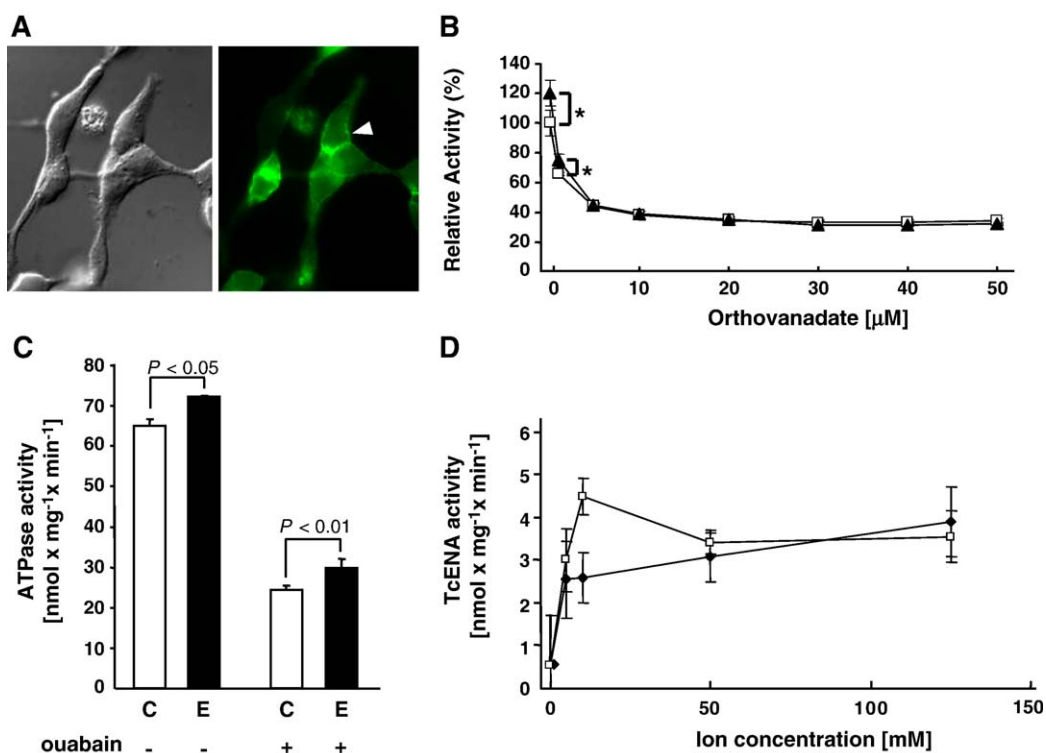 A
B
Relative Activity (%)
140
120
100
80
60
40
20
0
*
*
0 10 20 30 40 50
Orthovanadate [μM]
C
ATPase activity
[nmol x mg⁻¹x min⁻¹]
80
70
60
50
40
30
20
10
0
P < 0.05
P < 0.01
C E C E
ouabain - - + +
D
TcENA activity
[nmol x mg⁻¹x min⁻¹]
6
5
4
3
2
1
0
0 50 100 150
Ion concentration [mM]